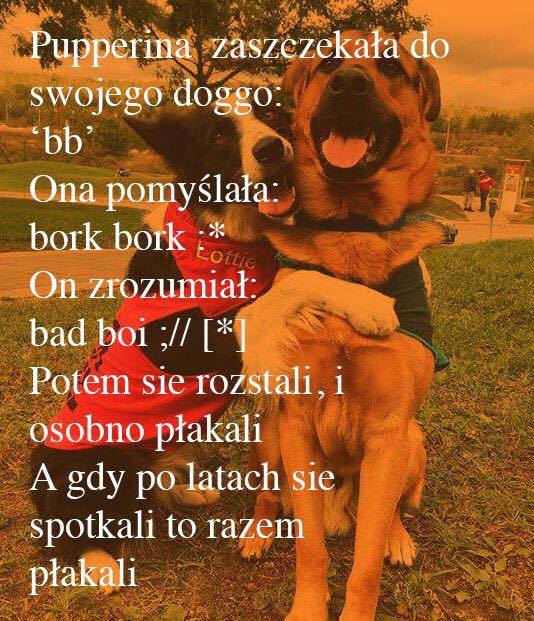 Pupperina  zaszczekała do
swojego doggo:
‘bb’
Ona pomyślała:
bork bork :*
On zrozumiał:
bad boi ;// [*]
Potem sie rozstali, i
osobno płakali
A gdy po latach sie
spotkali to razem
płakali
Lottie